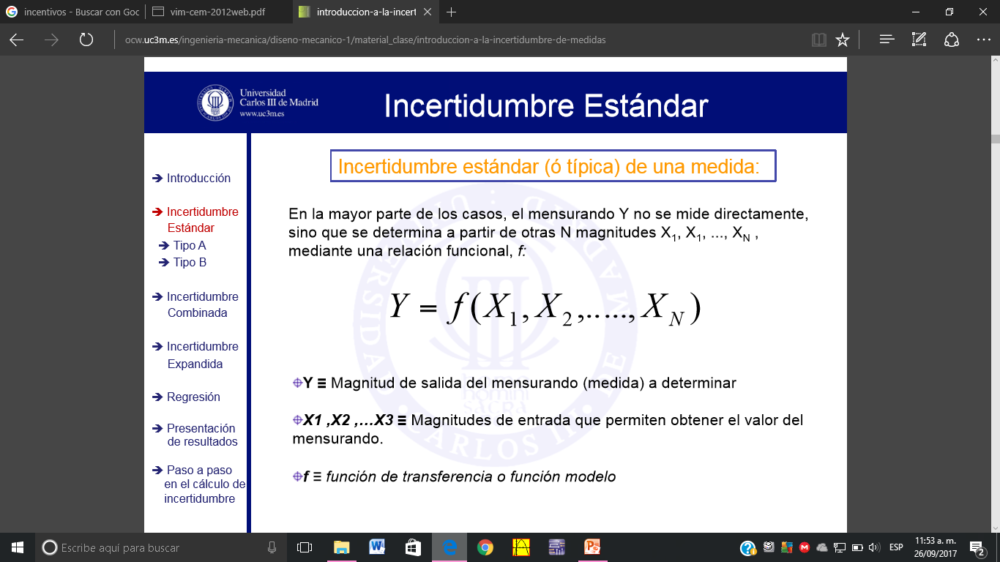 incentivos - Buscar con Goc
vim-cem-2012web.pdf
introduccion-a-la-incert
ocw.uc3m.es/ingenieria-mecanica/diseno-mecanico-1/material_clase/introduccion-a-la-incertidumbre-de-medidas
Universidad
Carlos III de Madrid
www.uc3m.es
Incertidumbre Estándar
➔ Introducción
➔ Incertidumbre
Estándar
➔ Tipo A
➔ Tipo B
➔ Incertidumbre
Combinada
➔ Incertidumbre
Expandida
➔ Regresión
➔ Presentación
de resultados
➔ Paso a paso
en el cálculo de
incertidumbre
Incertidumbre estándar (ó típica) de una medida:
En la mayor parte de los casos, el mensurando Y no se mide directamente,
sino que se determina a partir de otras N magnitudes X₁, X₁, ..., X_N ,
mediante una relación funcional, f:
Y = f(X₁, X₂,....., X_N)
Y ≡ Magnitud de salida del mensurando (medida) a determinar
X1 ,X2 ,…X3 ≡ Magnitudes de entrada que permiten obtener el valor del
mensurando.
f ≡ función de transferencia o función modelo
Escribe aquí para buscar
ESP
11:53 a. m.
26/09/2017
2